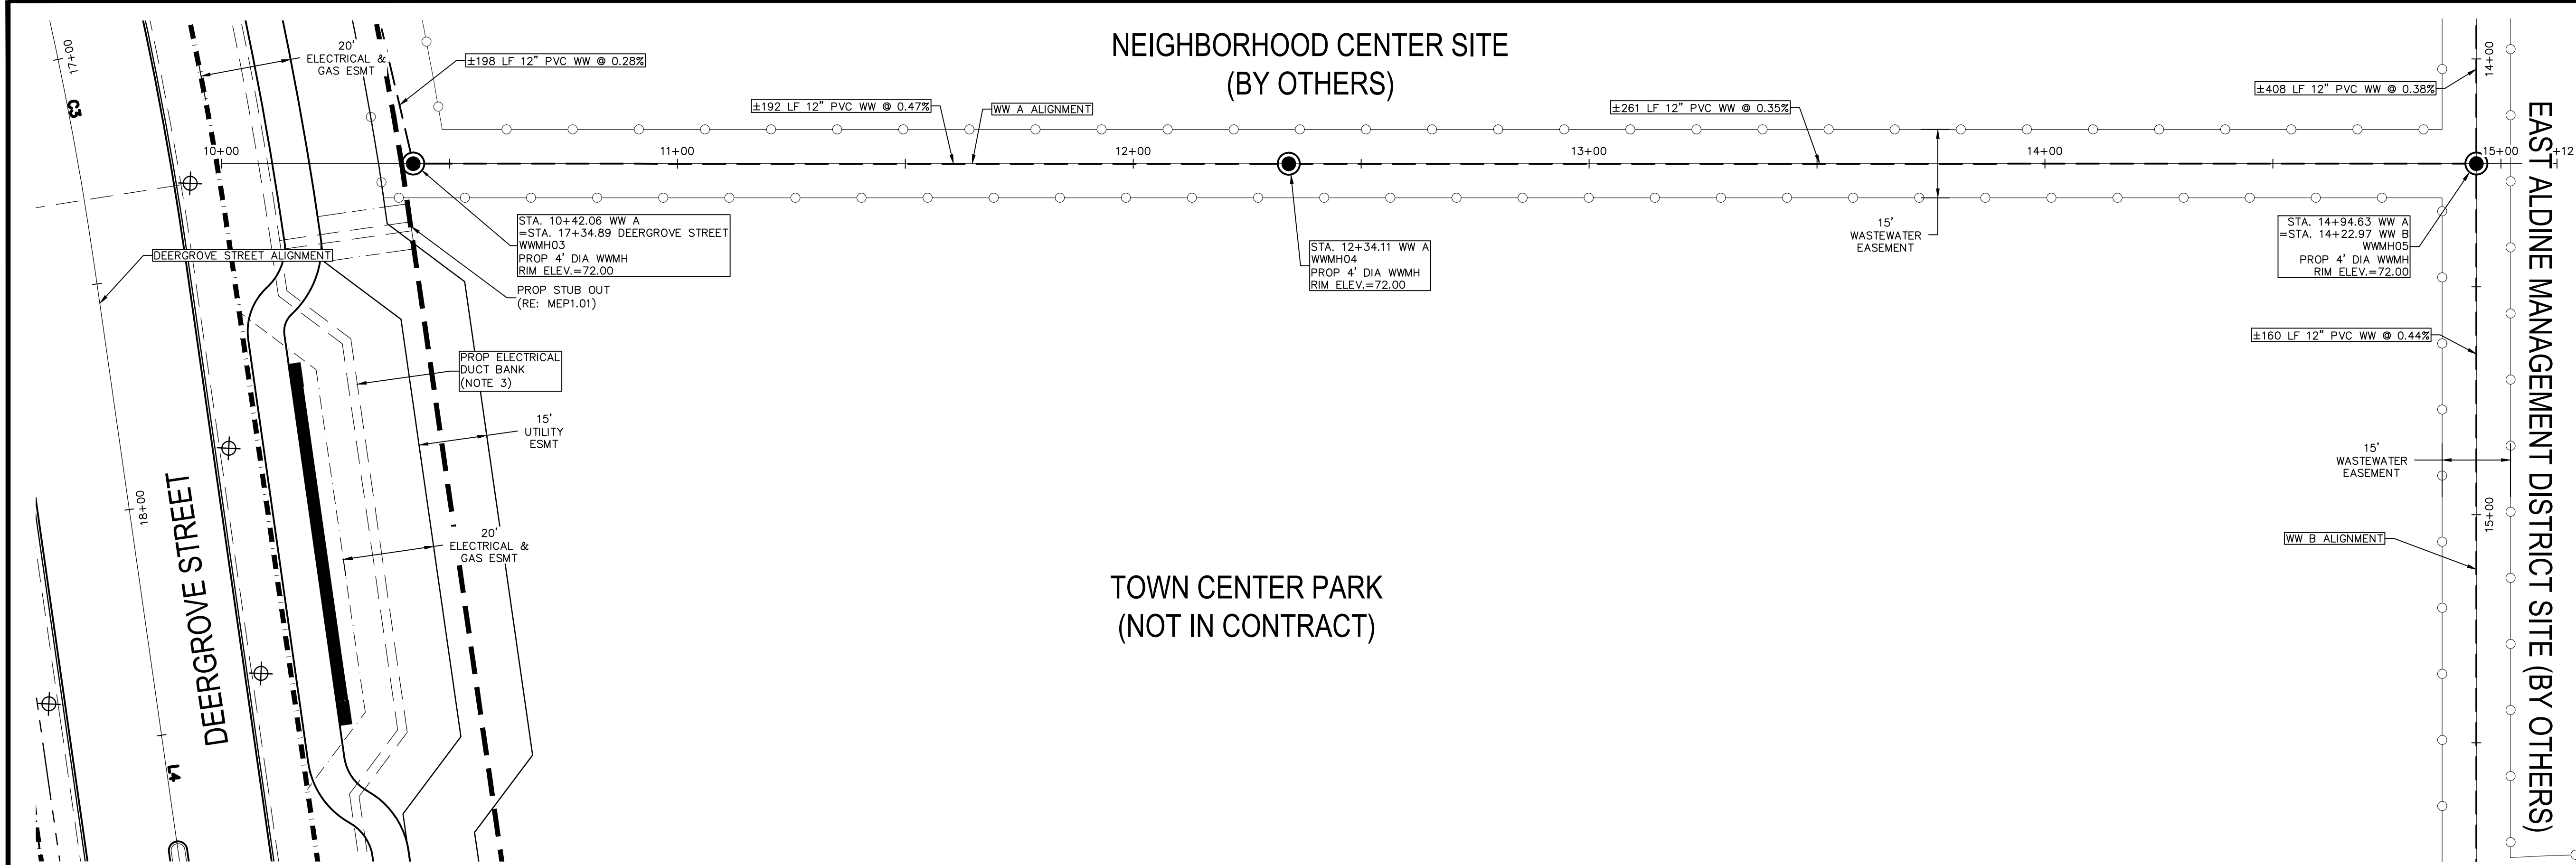 NEIGHBORHOOD CENTER SITE
(BY OTHERS)
17+00
20'
ELECTRICAL &
GAS ESMT
±198 LF 12" PVC WW @ 0.28%
C3
±192 LF 12" PVC WW @ 0.47%
WW A ALIGNMENT
±261 LF 12" PVC WW @ 0.35%
±408 LF 12" PVC WW @ 0.38%
14+00
10+00
11+00
12+00
13+00
14+00
15+00
+12
STA. 10+42.06 WW A
=STA. 17+34.89 DEERGROVE STREET
WWMH03
PROP 4' DIA WWMH
RIM ELEV.=72.00
PROP STUB OUT
(RE: MEP1.01)
DEERGROVE STREET ALIGNMENT
STA. 12+34.11 WW A
WWMH04
PROP 4' DIA WWMH
RIM ELEV.=72.00
15'
WASTEWATER
EASEMENT
STA. 14+94.63 WW A
=STA. 14+22.97 WW B
WWMH05
PROP 4' DIA WWMH
RIM ELEV.=72.00
±160 LF 12" PVC WW @ 0.44%
PROP ELECTRICAL
DUCT BANK
(NOTE 3)
15'
UTILITY
ESMT
15'
WASTEWATER
EASEMENT
18+00
DEERGROVE STREET
20'
ELECTRICAL &
GAS ESMT
15+00
WW B ALIGNMENT
TOWN CENTER PARK
(NOT IN CONTRACT)
L4
EAST ALDINE MANAGEMENT DISTRICT SITE (BY OTHERS)